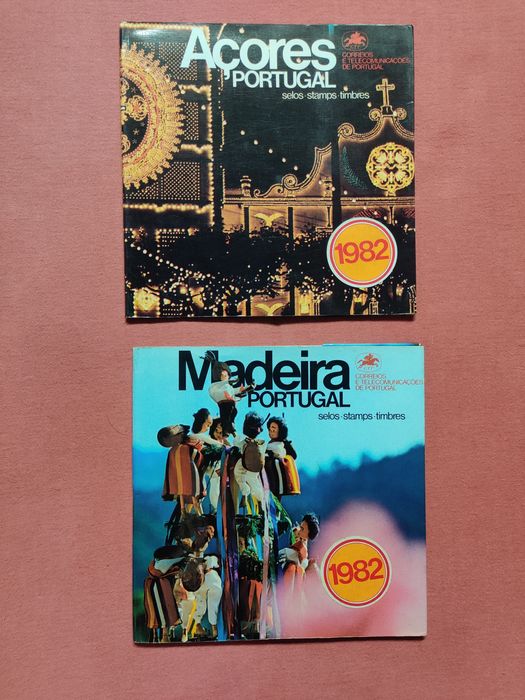 Açores
PORTUGAL
selos·stamps·timbres
CORREIOS
E TELECOMUNICAÇÕES
DE PORTUGAL
1982
Madeira
PORTUGAL
selos·stamps·timbres
CORREIOS
E TELECOMUNICAÇÕES
DE PORTUGAL
1982